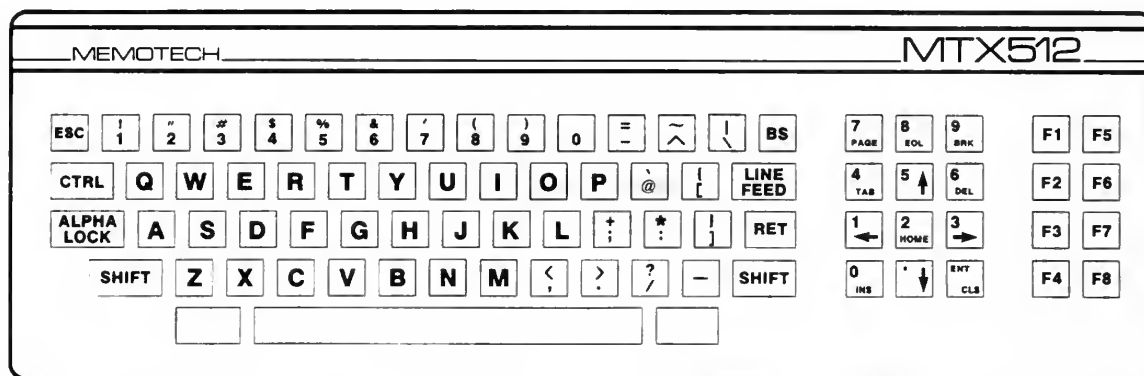 MEMOTECH MTX512
ESC ! 1 " 2 # 3 $ 4 % 5 & 6 ' 7 ( 8 ) 9 0 = - ~ ^ | \ BS 7 PAGE 8 EOL 9 BRK F1 F5
CTRL Q W E R T Y U I O P ` @ { [ LINE FEED 4 TAB 5 ↑ 6 DEL F2 F6
ALPHA LOCK A S D F G H J K L + ; * : } ] RET 1 ← 2 HOME 3 → F3 F7
SHIFT Z X C V B N M < , > . ? / — SHIFT 0 INS . ↓ ENT CLS F4 F8